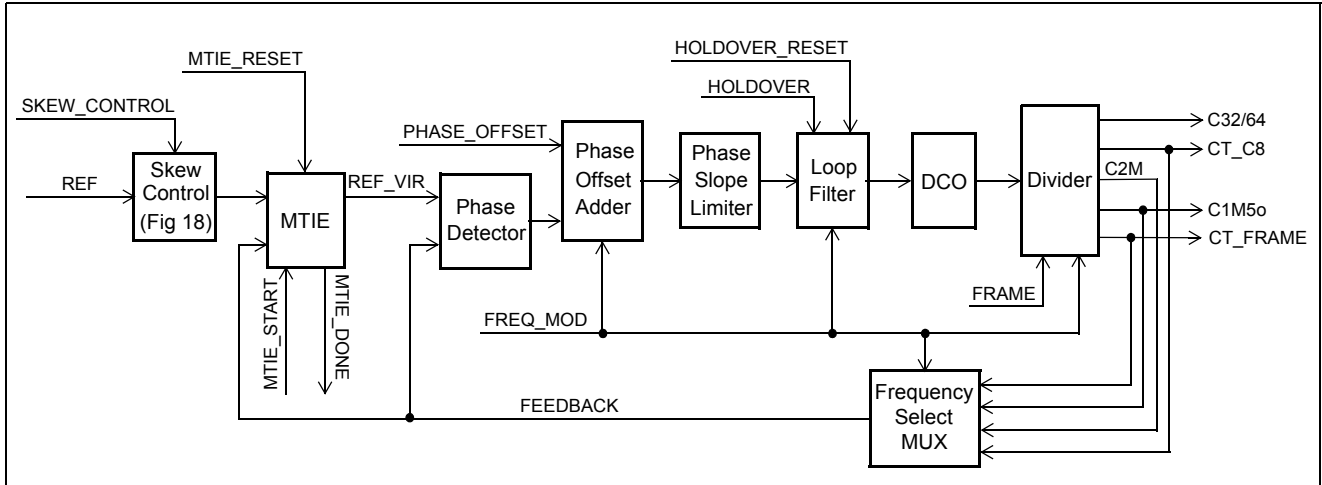 MTIE_RESET
HOLDOVER_RESET
HOLDOVER
SKEW_CONTROL
PHASE_OFFSET
REF
Skew
Control
(Fig 18)
MTIE
REF_VIR
Phase
Detector
Phase
Offset
Adder
Phase
Slope
Limiter
Loop
Filter
DCO
Divider
C32/64
CT_C8
C2M
C1M5o
CT_FRAME
MTIE_START
MTIE_DONE
FRAME
FREQ_MOD
FEEDBACK
Frequency
Select
MUX